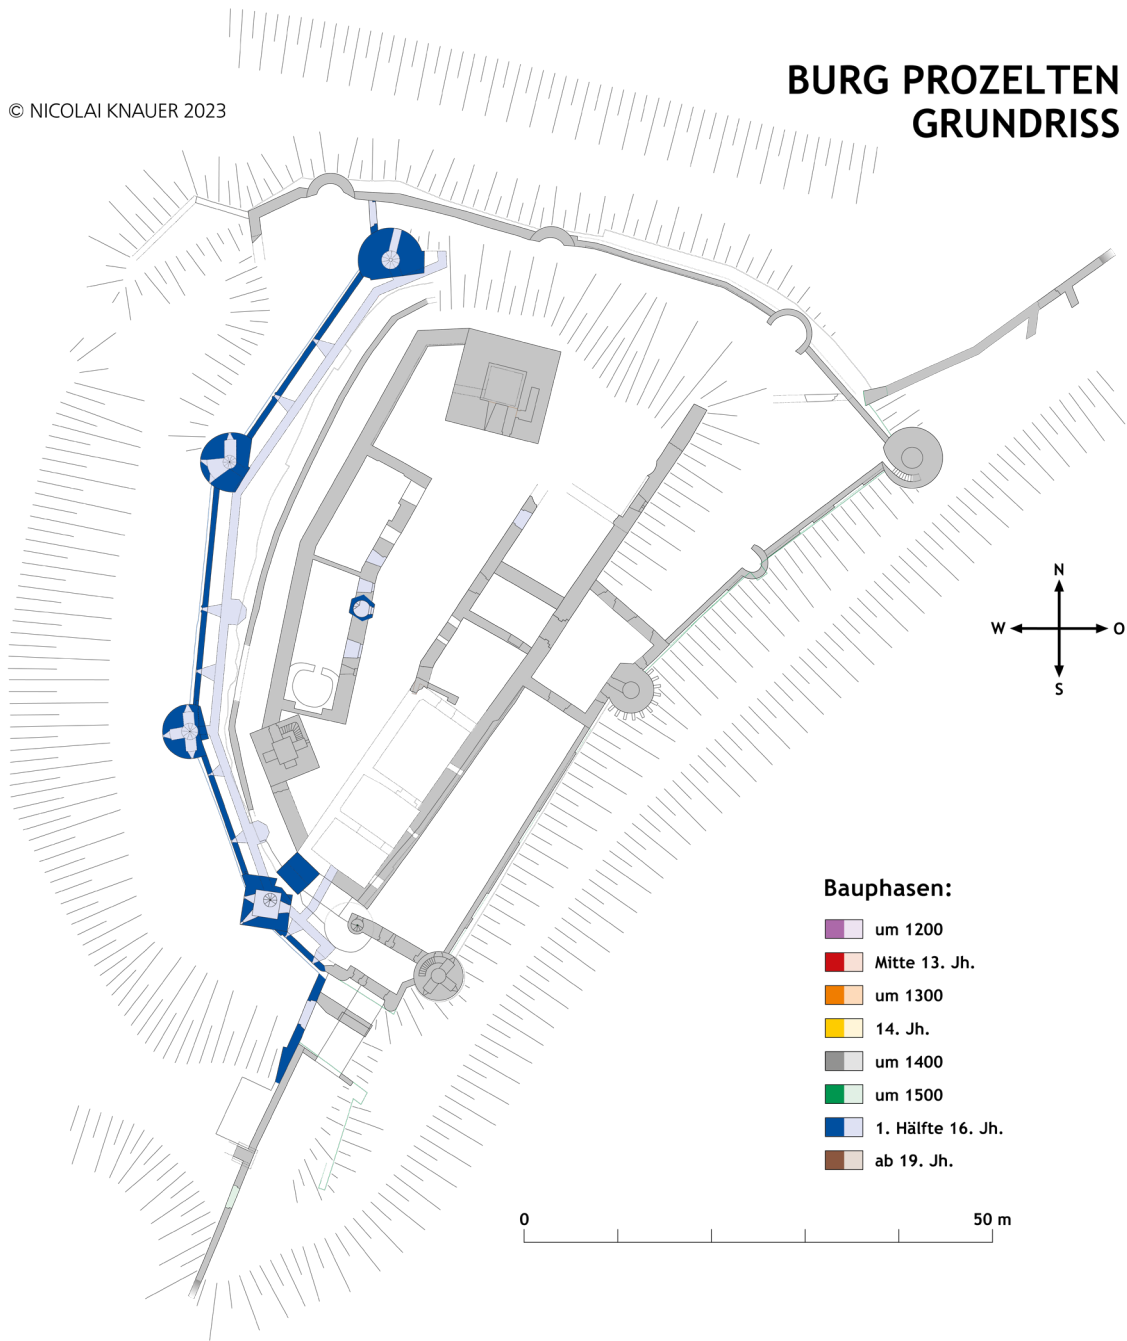 BURG PROZELTEN
GRUNDRISS
© NICOLAI KNAUER 2023
N
W
O
S
Bauphasen:
um 1200
Mitte 13. Jh.
um 1300
14. Jh.
um 1400
um 1500
1. Hälfte 16. Jh.
ab 19. Jh.
0
50 m